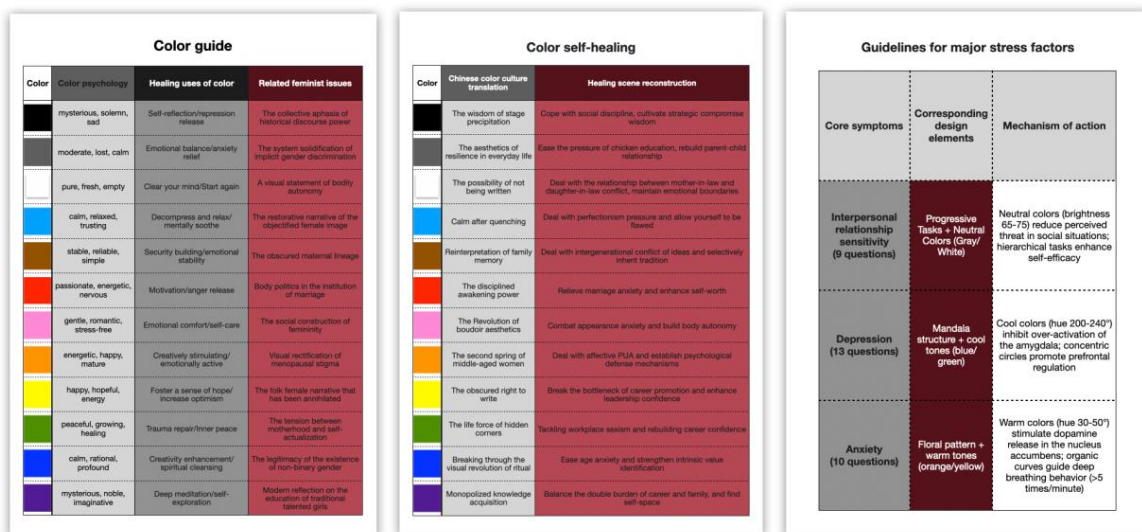 Color guide
Color
Color psychology
Healing uses of color
Related feminist issues
mysterious, solemn,
sad
Self-reflection/repression
release
The collective aphasia of
historical discourse power
moderate, lost, calm
Emotional balance/anxiety
relief
The system solidification of
implicit gender discrimination
pure, fresh, empty
Clear your mind/Start again
A visual statement of bodily
autonomy
calm, relaxed,
trusting
Decompress and relax/
mentally soothe
The restorative narrative of the
objectified female image
stable, reliable,
simple
Security building/emotional
stability
The obscured maternal lineage
passionate, energetic,
nervous
Motivation/anger release
Body politics in the institution
of marriage
gentle, romantic,
stress-free
Emotional comfort/self-care
The social construction of
femininity
energetic, happy,
mature
Creatively stimulating/
emotionally active
Visual rectification of
menopausal stigma
happy, hopeful,
energy
Foster a sense of hope/
increase optimism
The folk female narrative that
has been annihilated
peaceful, growing,
healing
Trauma repair/Inner peace
The tension between
motherhood and self-
actualization
calm, rational,
profound
Creativity enhancement/
spiritual cleansing
The legitimacy of the existence
of non-binary gender
mysterious, noble,
imaginative
Deep meditation/self-
exploration
Modern reflection on the
education of traditional
talented girls
Color self-healing
Color
Chinese color culture
translation
Healing scene reconstruction
The wisdom of stage
precipitation
Cope with social discipline, cultivate strategic compromise
wisdom
The aesthetics of
resilience in everyday life
Ease the pressure of chicken education, rebuild parent-child
relationship
The possibility of not
being written
Deal with the relationship between mother-in-law and
daughter-in-law conflict, maintain emotional boundaries
Calm after quenching
Deal with perfectionism pressure and allow yourself to be
flawed
Reinterpretation of family
memory
Deal with intergenerational conflict of ideas and selectively
inherit tradition
The disciplined
awakening power
Relieve marriage anxiety and enhance self-worth
The Revolution of
boudoir aesthetics
Combat appearance anxiety and build body autonomy
The second spring of
middle-aged women
Deal with affective PUA and establish psychological
defense mechanisms
The obscured right to
write
Break the bottleneck of career promotion and enhance
leadership confidence
The life force of hidden
corners
Tackling workplace sexism and rebuilding career confidence
Breaking through the
visual revolution of ritual
Ease age anxiety and strengthen intrinsic value
identification
Monopolized knowledge
acquisition
Balance the double burden of career and family, and find
self-space
Guidelines for major stress factors
Core symptoms
Corresponding
design
elements
Mechanism of action
Interpersonal
relationship
sensitivity
(9 questions)
Progressive
Tasks + Neutral
Colors (Gray/
White)
Neutral colors (brightness
65-75) reduce perceived
threat in social situations;
hierarchical tasks enhance
self-efficacy
Depression
(13 questions)
Mandala
structure + cool
tones (blue/
green)
Cool colors (hue 200-240°)
inhibit over-activation of
the amygdala; concentric
circles promote prefrontal
regulation
Anxiety
(10 questions)
Floral pattern +
warm tones
(orange/yellow)
Warm colors (hue 30-50°)
stimulate dopamine
release in the nucleus
accumbens; organic
curves guide deep
breathing behavior (>5
times/minute)